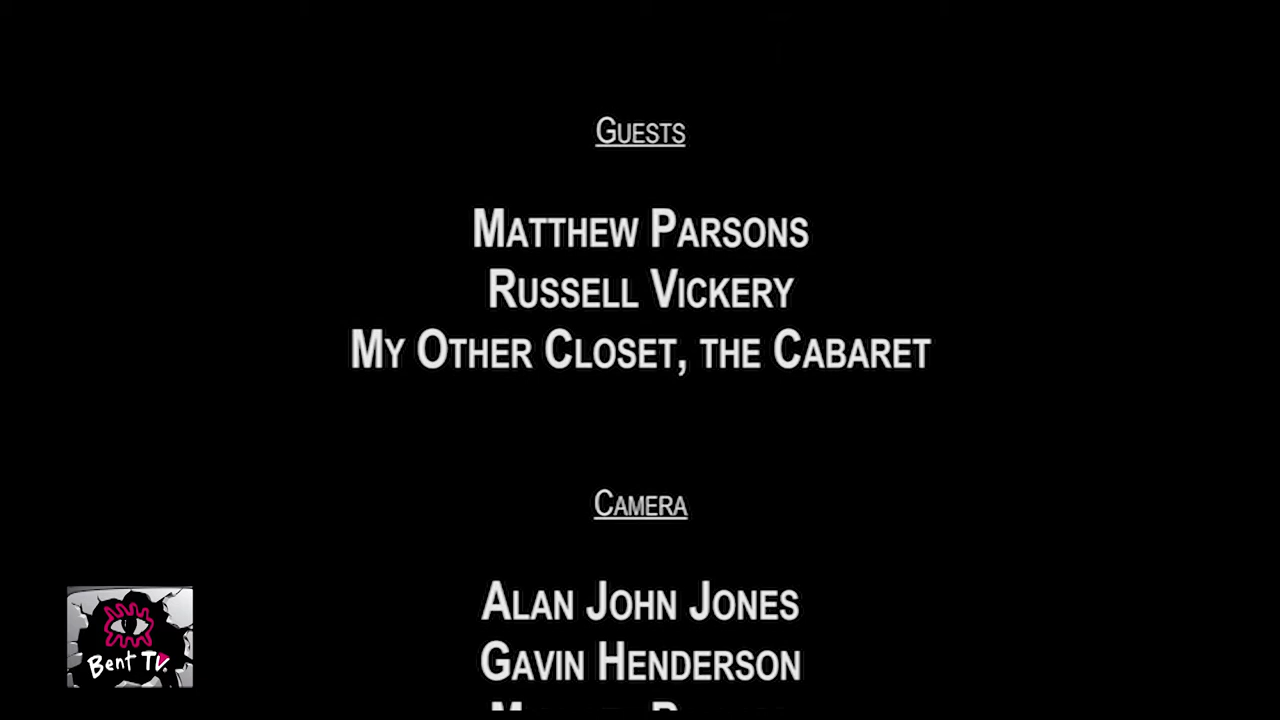 Guests
Matthew Parsons
Russell Vickery
My Other Closet, the Cabaret
Camera
Alan John Jones
Gavin Henderson
Bent TV.